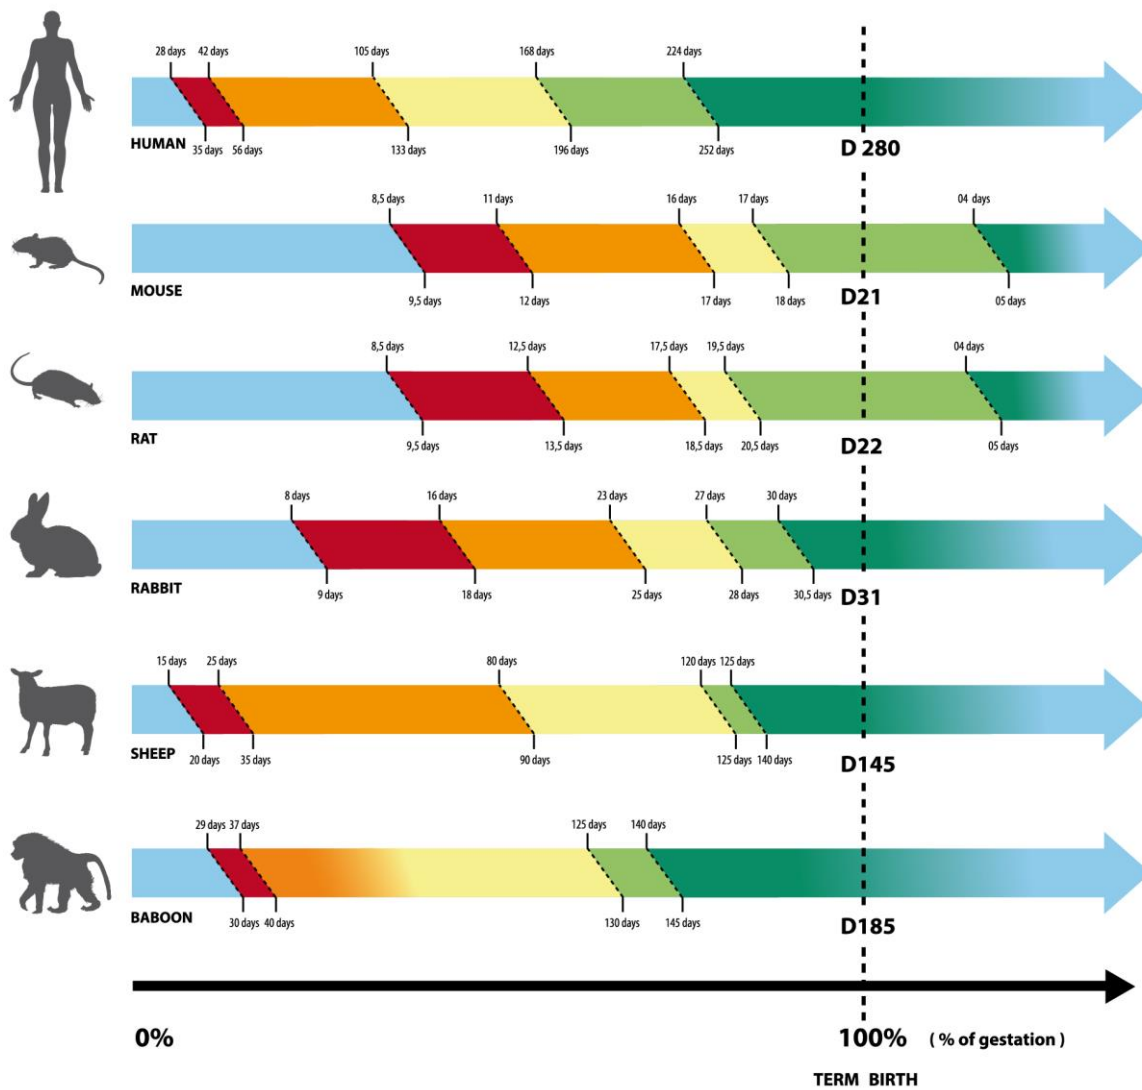 28 days 42 days 105 days 168 days 224 days
HUMAN 35 days 56 days 133 days 196 days 252 days D 280
8,5 days 11 days 16 days 17 days 04 days
MOUSE 9,5 days 12 days 17 days 18 days D21 05 days
8,5 days 12,5 days 17,5 days 19,5 days 04 days
RAT 9,5 days 13,5 days 18,5 days 20,5 days D22 05 days
8 days 16 days 23 days 27 days 30 days
RABBIT 9 days 18 days 25 days 28 days 30,5 days D31
15 days 25 days 80 days 120 days 125 days
SHEEP 20 days 35 days 90 days 125 days 140 days D145
29 days 37 days 125 days 140 days
BABOON 30 days 40 days 130 days 145 days D185
0% 100% ( % of gestation )
TERM BIRTH